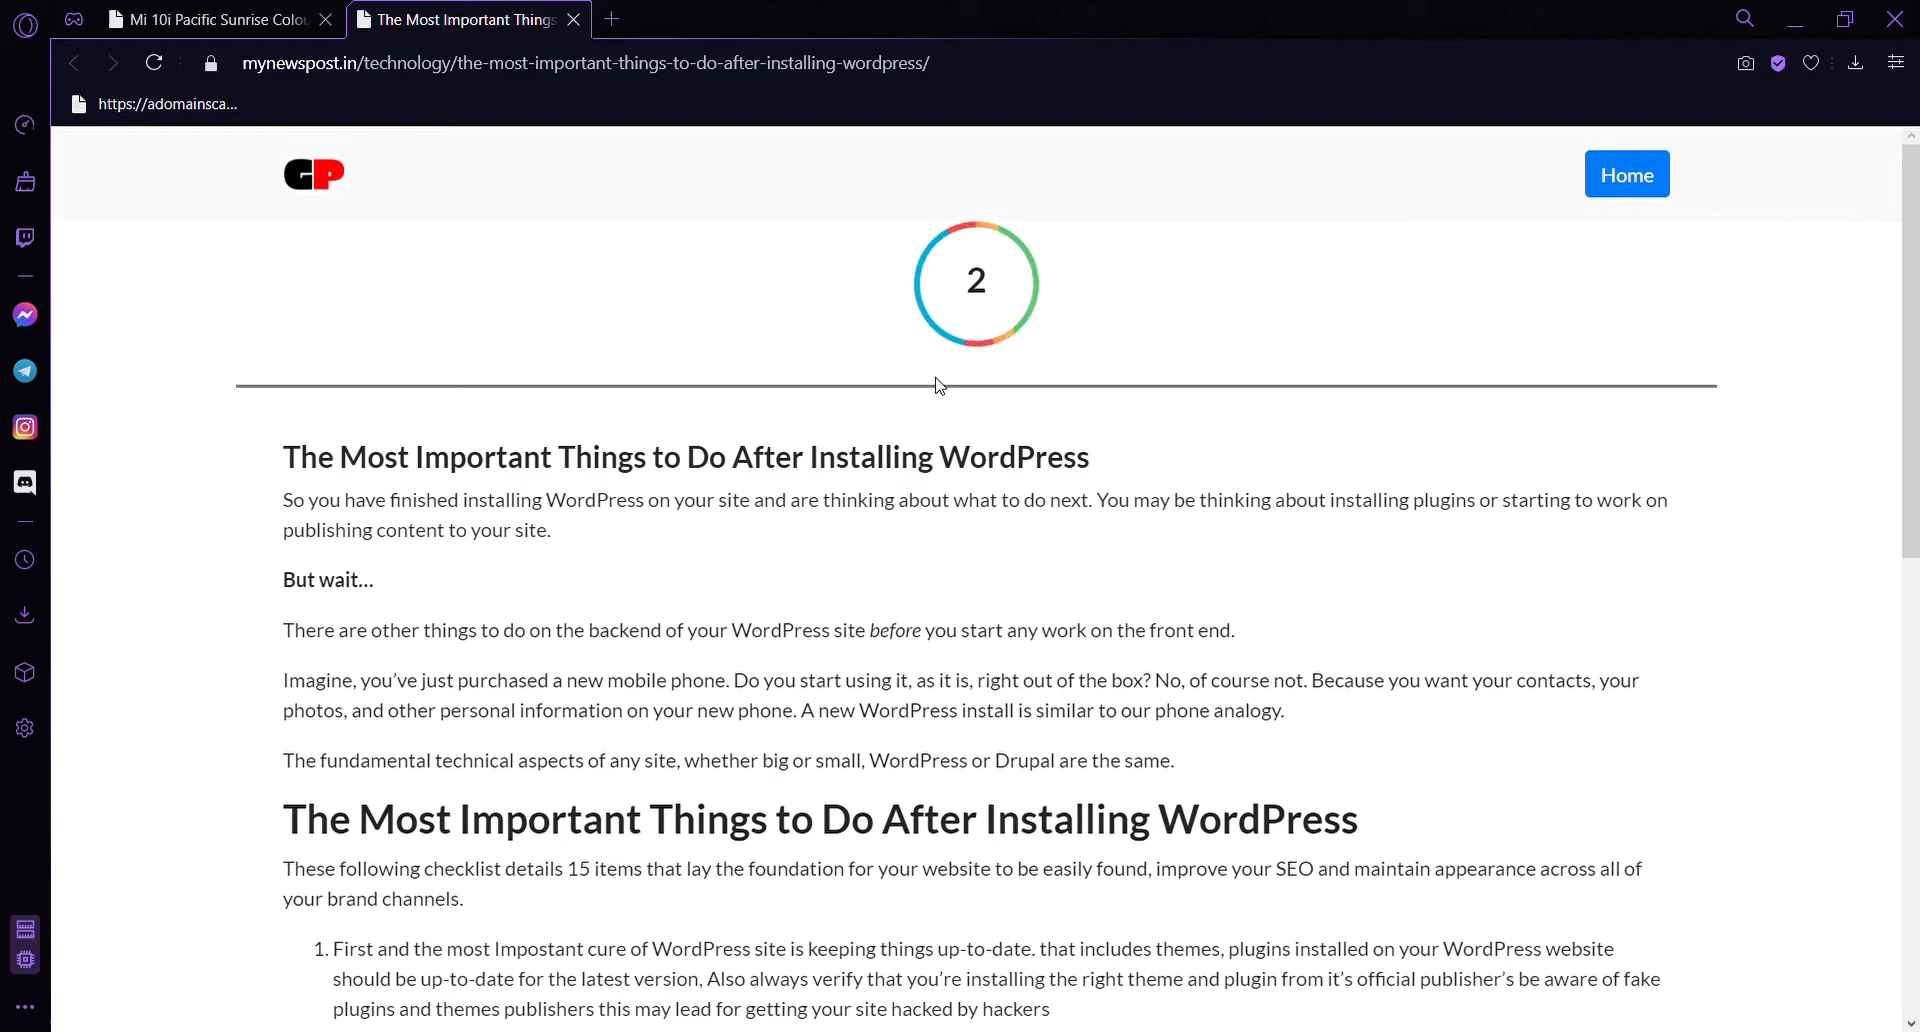 Mi 10i Pacific Sunrise Colou
The Most Important Things
mynewspost.in/technology/the-most-important-things-to-do-after-installing-wordpress/
https://adomainsca...
GP
Home
2
The Most Important Things to Do After Installing WordPress
So you have finished installing WordPress on your site and are thinking about what to do next. You may be thinking about installing plugins or starting to work on
publishing content to your site.
But wait...
There are other things to do on the backend of your WordPress site before you start any work on the front end.
Imagine, you’ve just purchased a new mobile phone. Do you start using it, as it is, right out of the box? No, of course not. Because you want your contacts, your
photos, and other personal information on your new phone. A new WordPress install is similar to our phone analogy.
The fundamental technical aspects of any site, whether big or small, WordPress or Drupal are the same.
The Most Important Things to Do After Installing WordPress
These following checklist details 15 items that lay the foundation for your website to be easily found, improve your SEO and maintain appearance across all of
your brand channels.
1. First and the most Impostant cure of WordPress site is keeping things up-to-date. that includes themes, plugins installed on your WordPress website
should be up-to-date for the latest version, Also always verify that you’re installing the right theme and plugin from it’s official publisher’s be aware of fake
plugins and themes publishers this may lead for getting your site hacked by hackers